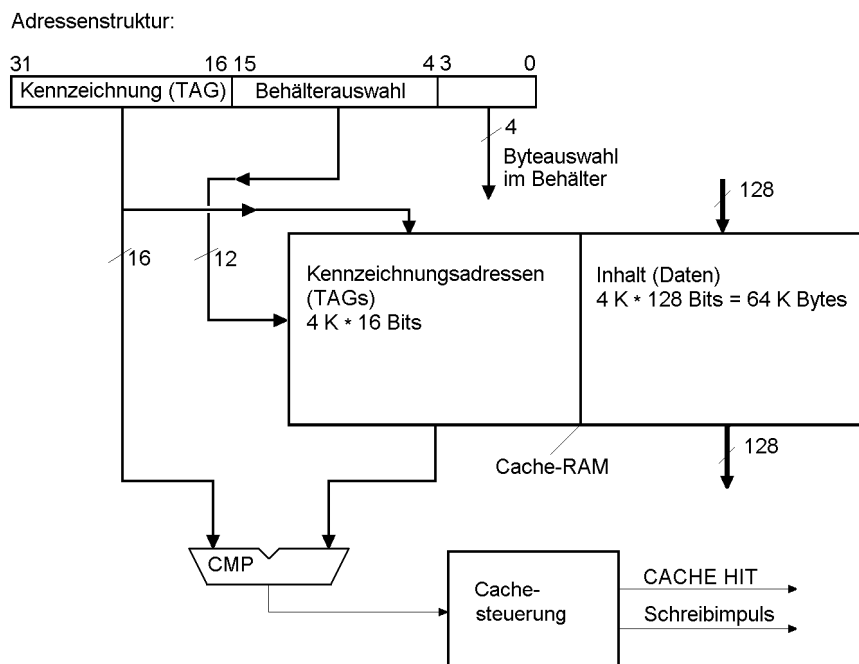 Adressenstruktur:
31 16 15 4 3 0
Kennzeichnung (TAG) Behälterauswahl
4
Byteauswahl
im Behälter
128
16
12
Kennzeichnungsadressen
(TAGs)
4 K * 16 Bits
Inhalt (Daten)
4 K * 128 Bits = 64 K Bytes
Cache-RAM
128
CMP
Cache-
steuerung
CACHE HIT
Schreibimpuls